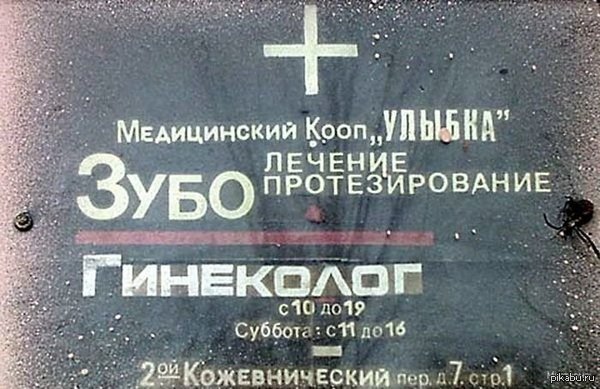 Медицинский Кооп „УЛЫБКА”
ЗУБО ЛЕЧЕНИЕ
ПРОТЕЗИРОВАНИЕ
ГИНЕКОЛОГ
с 10 до 19
Суббота: с 11 до 16
2ой Кожевнический пер. д. 7, стр. 1
pikabu.ru